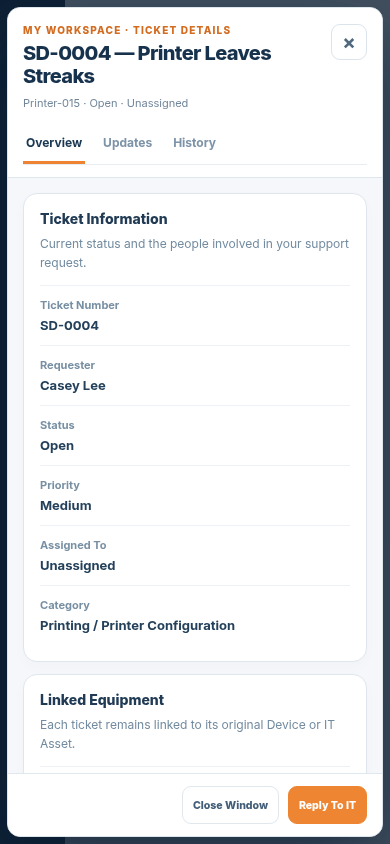 MY WORKSPACE · TICKET DETAILS
SD-0004 — Printer Leaves
Streaks
×
Printer-015 · Open · Unassigned
Overview Updates History
Ticket Information
Current status and the people involved in your support
request.
Ticket Number
SD-0004
Requester
Casey Lee
Status
Open
Priority
Medium
Assigned To
Unassigned
Category
Printing / Printer Configuration
Linked Equipment
Each ticket remains linked to its original Device or IT
Asset.
Close Window Reply To IT